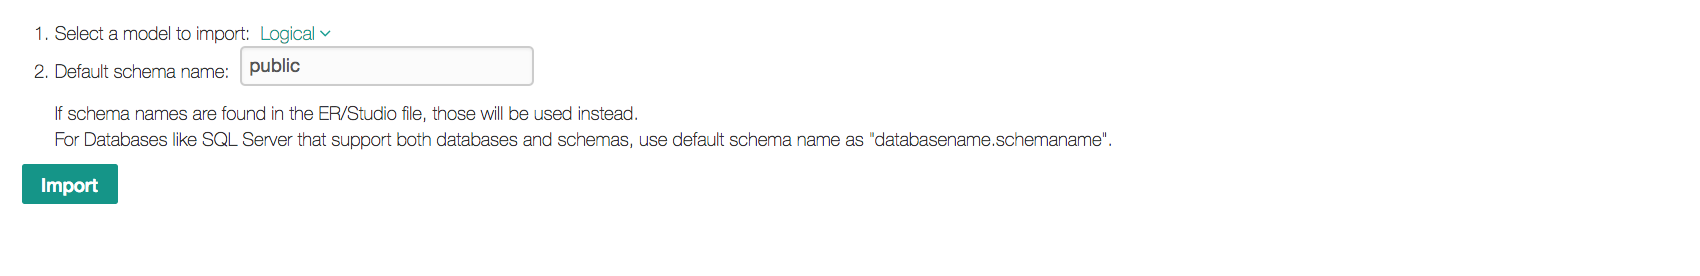 1. Select a model to import: Logical
2. Default schema name: public
If schema names are found in the ER/Studio file, those will be used instead.
For Databases like SQL Server that support both databases and schemas, use default schema name as "databasename.schemaname".
Import